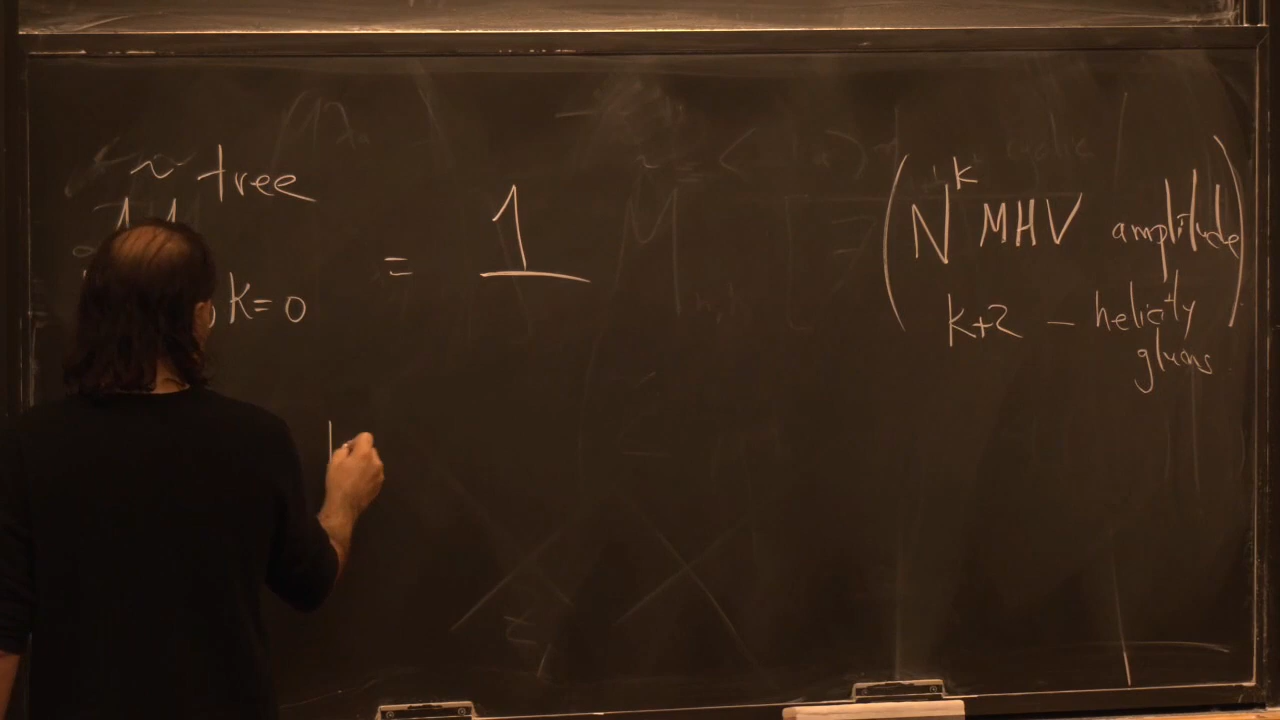 ~ tree
, k=0
= 1
(N^k MHV amplitude
k+2 – helicity
gluons)